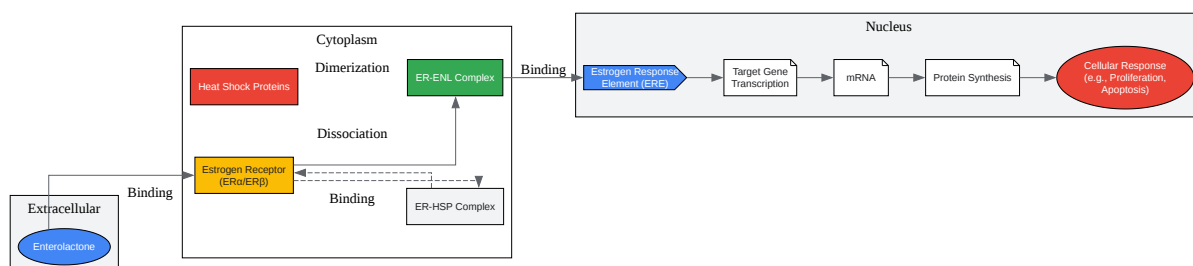 Extracellular
Enterolactone
Binding
Cytoplasm
Heat Shock Proteins
Dimerization
ER-ENL Complex
Dissociation
Estrogen Receptor
(ERα/ERβ)
Binding
ER-HSP Complex
Binding
Nucleus
Estrogen Response
Element (ERE)
Target Gene
Transcription
mRNA
Protein Synthesis
Cellular Response
(e.g., Proliferation,
Apoptosis)